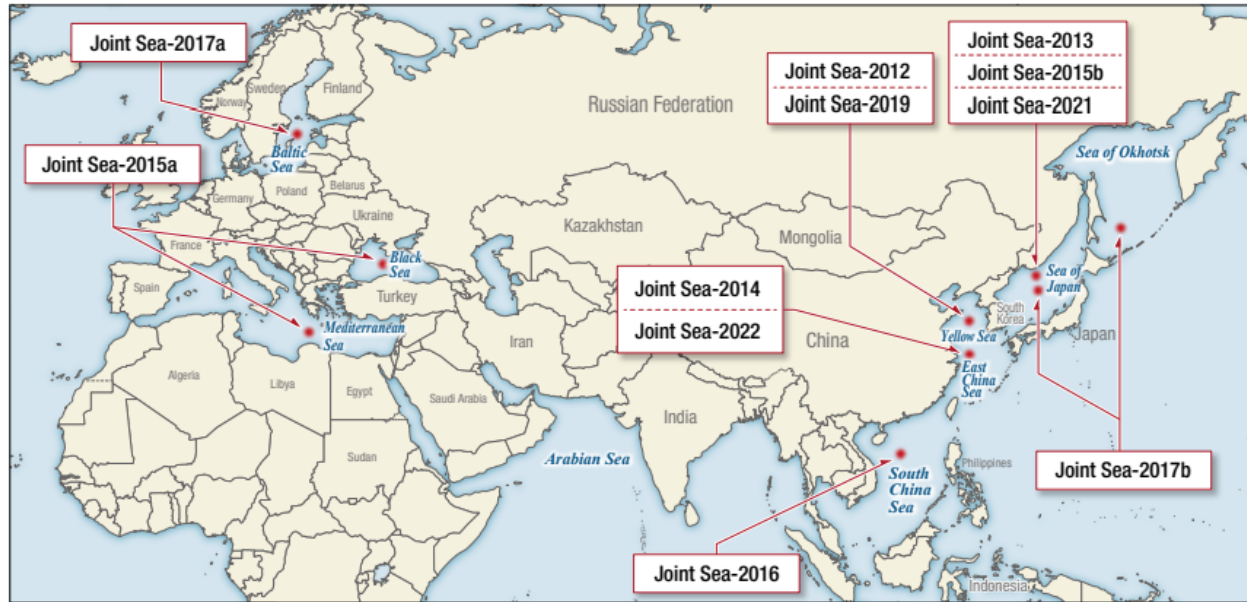 Joint Sea-2017a
Joint Sea-2012
Joint Sea-2019
Joint Sea-2013
Joint Sea-2015b
Joint Sea-2021
Joint Sea-2015a
Joint Sea-2014
Joint Sea-2022
Joint Sea-2017b
Joint Sea-2016
Norway
Sweden
Finland
Russian Federation
Baltic
Sea
Sea of Okhotsk
Germany
Poland
Belarus
Ukraine
Kazakhstan
Mongolia
France
Black
Sea
Sea of
Japan
Spain
Turkey
South
Korea
Japan
Mediterranean
Sea
Iran
China
Yellow Sea
East
China
Sea
Algeria
Libya
Egypt
Saudi Arabia
India
Sudan
Arabian Sea
South
China
Sea
Philippines
Indonesia